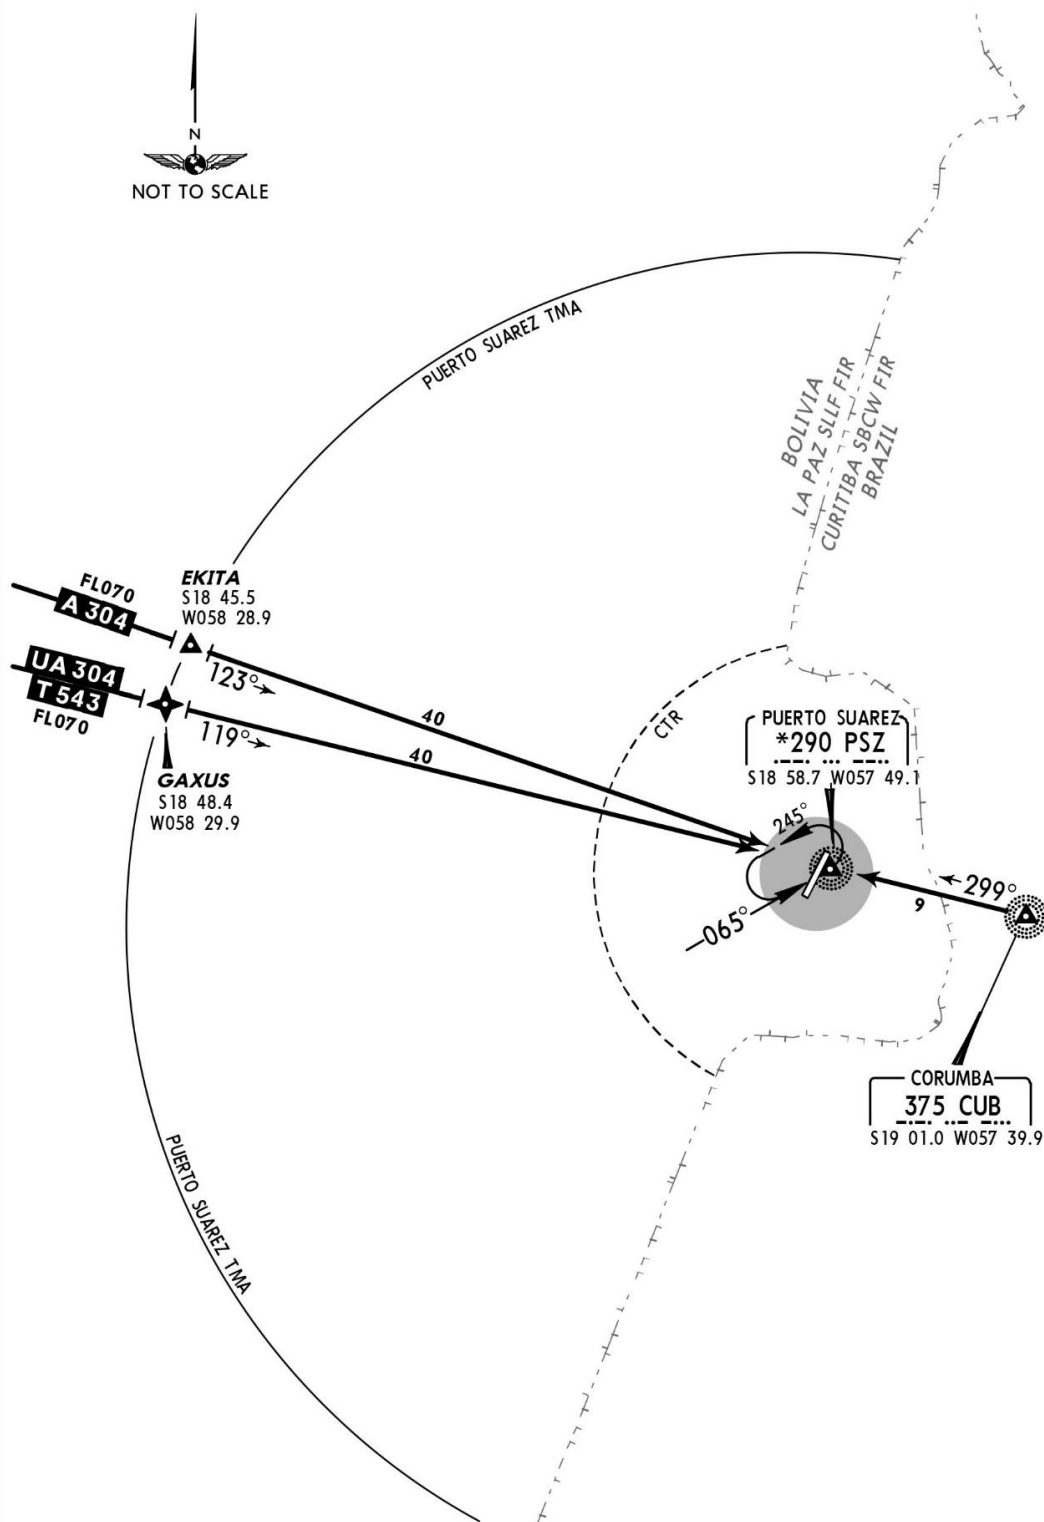 N
NOT TO SCALE
PUERTO SUAREZ TMA
BOLIVIA
LA PAZ SLLF FIR
CURITIBA SBCW FIR
BRAZIL
FL070
A 304
EKITA
S18 45.5
W058 28.9
UA 304
T 543
FL070
123°
119°
40
40
GAXUS
S18 48.4
W058 29.9
CTR
PUERTO SUAREZ
*290 PSZ
S18 58.7 W057 49.1
245°
065°
299°
9
CORUMBA
375 CUB
S19 01.0 W057 39.9
PUERTO SUAREZ TMA